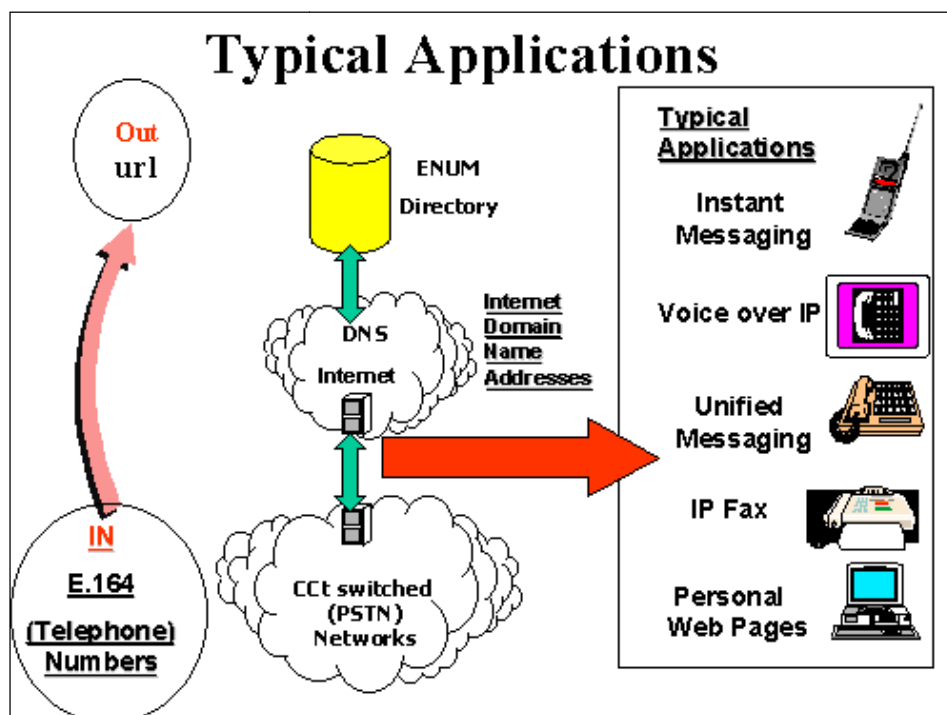 Typical Applications
Out
url
IN
E.164
(Telephone)
Numbers
ENUM
Directory
DNS
Internet
Internet
Domain
Name
Addresses
CCt switched
(PSTN)
Networks
Typical
Applications
Instant
Messaging
Voice over IP
Unified
Messaging
IP Fax
Personal
Web Pages